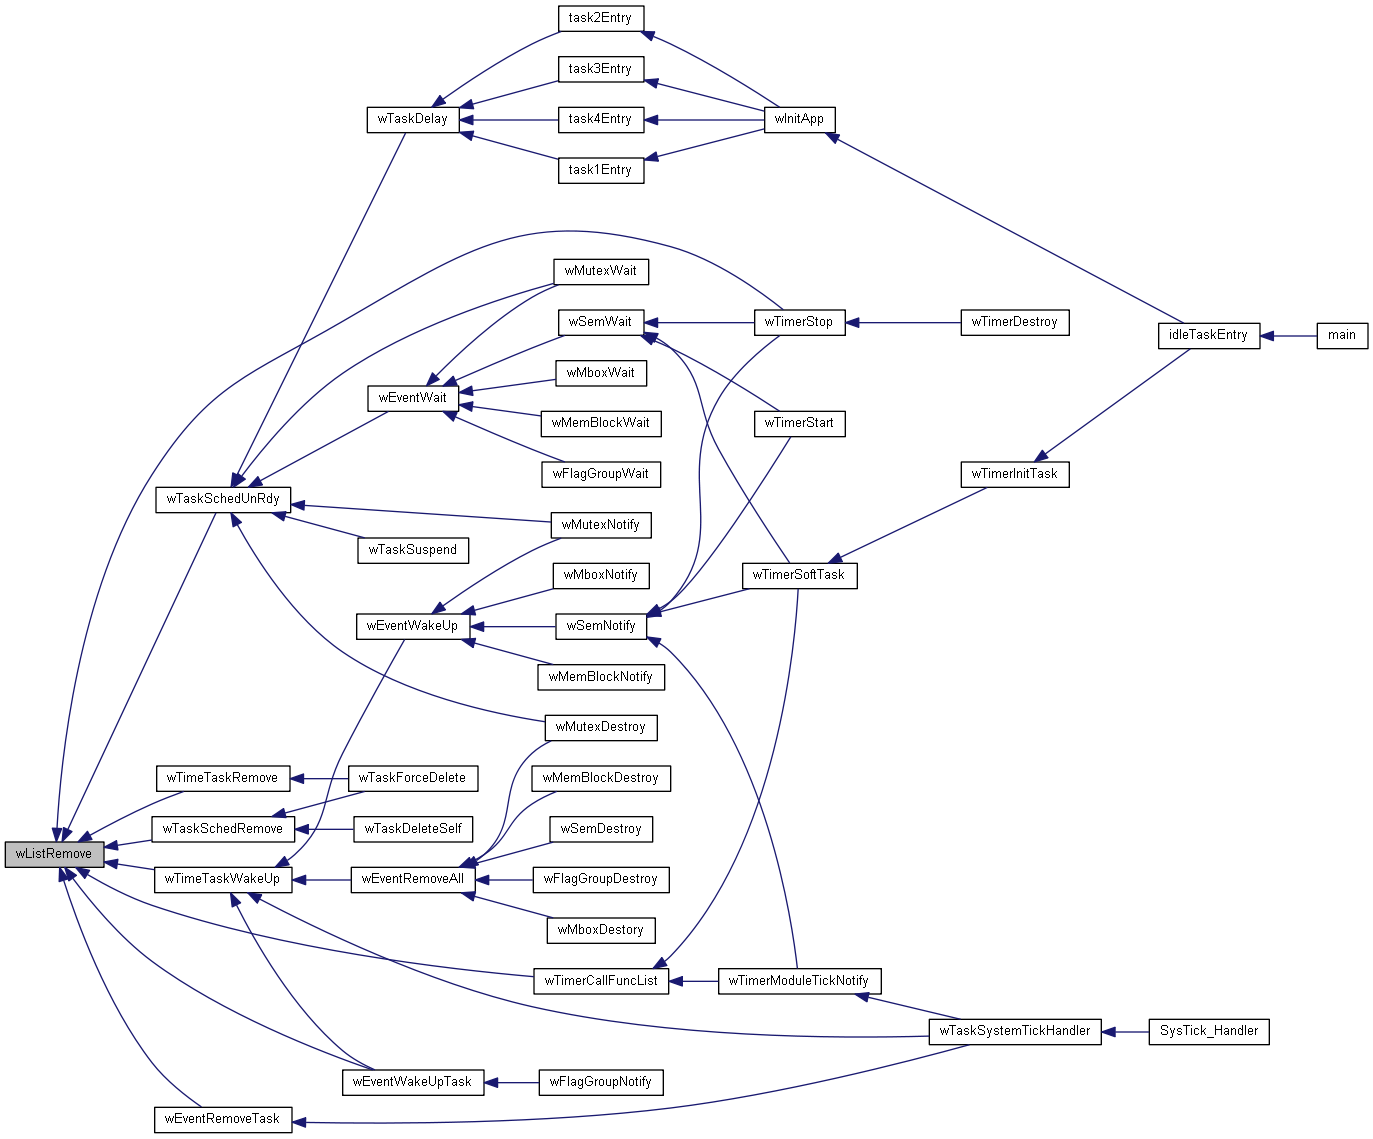 task2Entry
task3Entry
wTaskDelay
task4Entry
wInitApp
task1Entry
wMutexWait
wSemWait
wTimerStop
wTimerDestroy
idleTaskEntry
main
wMboxWait
wEventWait
wMemBlockWait
wTimerStart
wFlagGroupWait
wTimerInitTask
wTaskSchedUnRdy
wMutexNotify
wTaskSuspend
wMboxNotify
wTimerSoftTask
wEventWakeUp
wSemNotify
wMemBlockNotify
wMutexDestroy
wTimeTaskRemove
wTaskForceDelete
wMemBlockDestroy
wTaskSchedRemove
wTaskDeleteSelf
wSemDestroy
wListRemove
wTimeTaskWakeUp
wEventRemoveAll
wFlagGroupDestroy
wMboxDestory
wTimerCallFuncList
wTimerModuleTickNotify
wTaskSystemTickHandler
SysTick_Handler
wEventWakeUpTask
wFlagGroupNotify
wEventRemoveTask